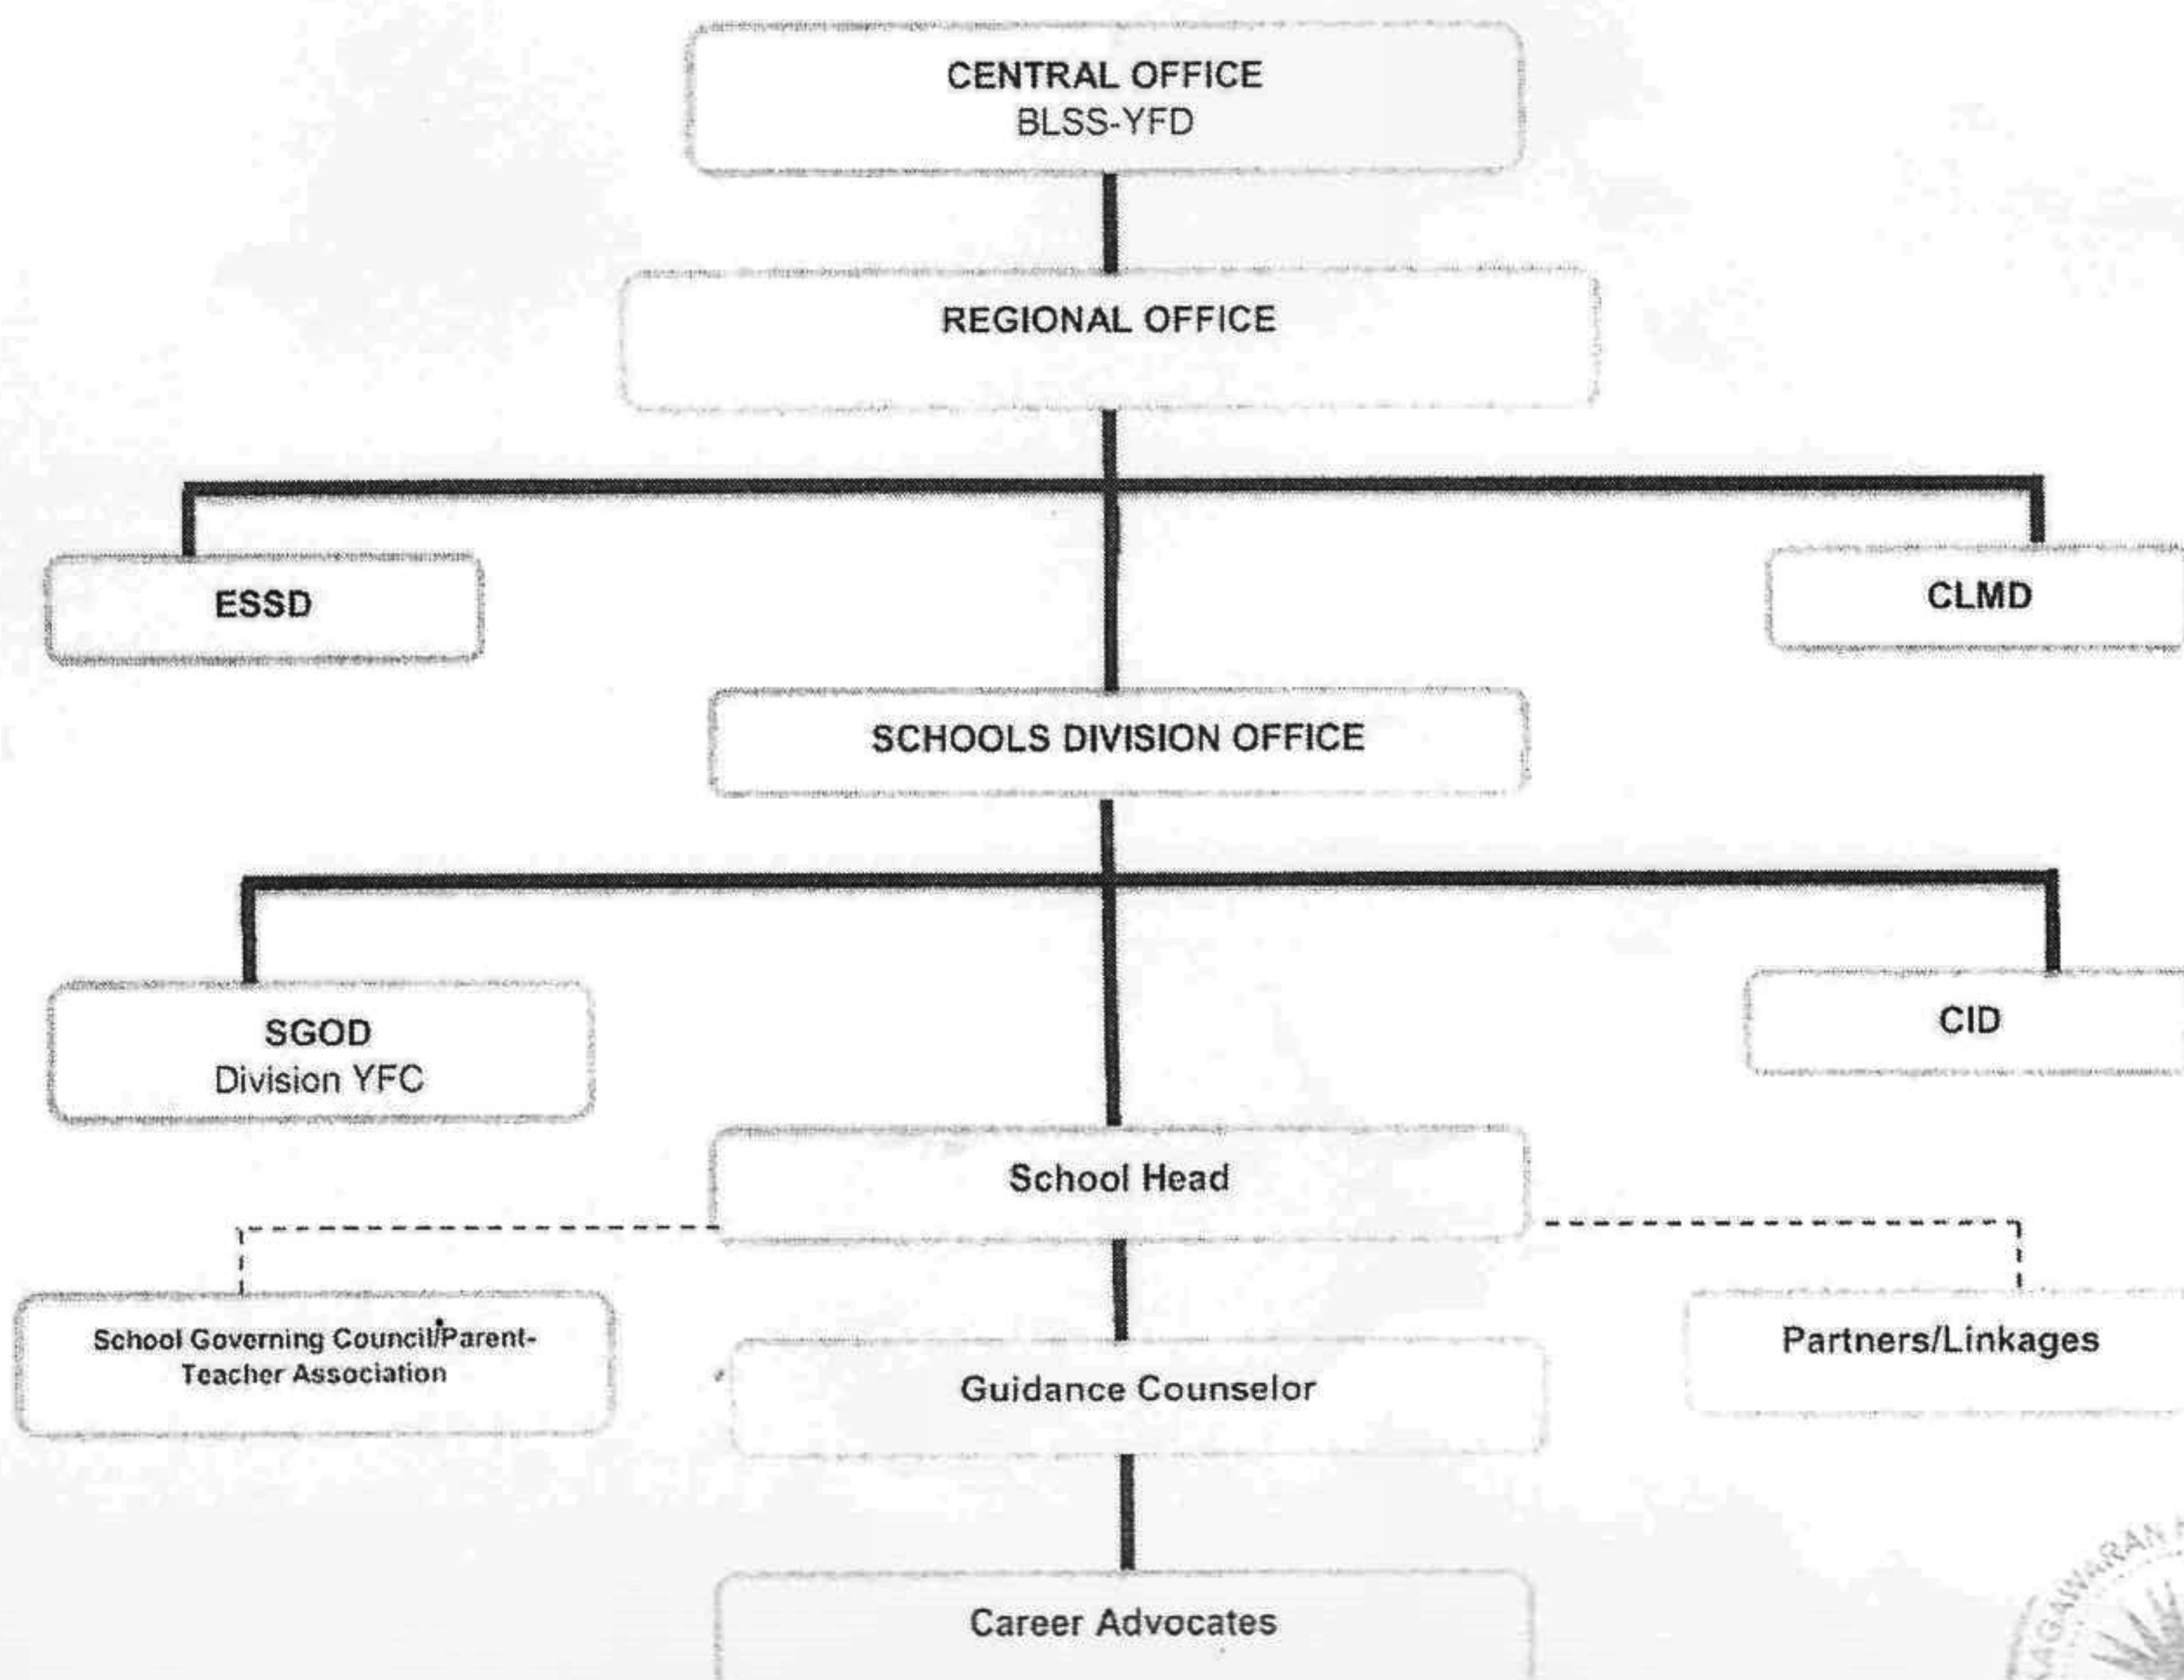 CENTRAL OFFICE
BLSS-YFD
REGIONAL OFFICE
ESSD
CLMD
SCHOOLS DIVISION OFFICE
SGOD
Division YFC
CID
School Head
School Governing Council/Parent-
Teacher Association
Partners/Linkages
Guidance Counselor
Career Advocates